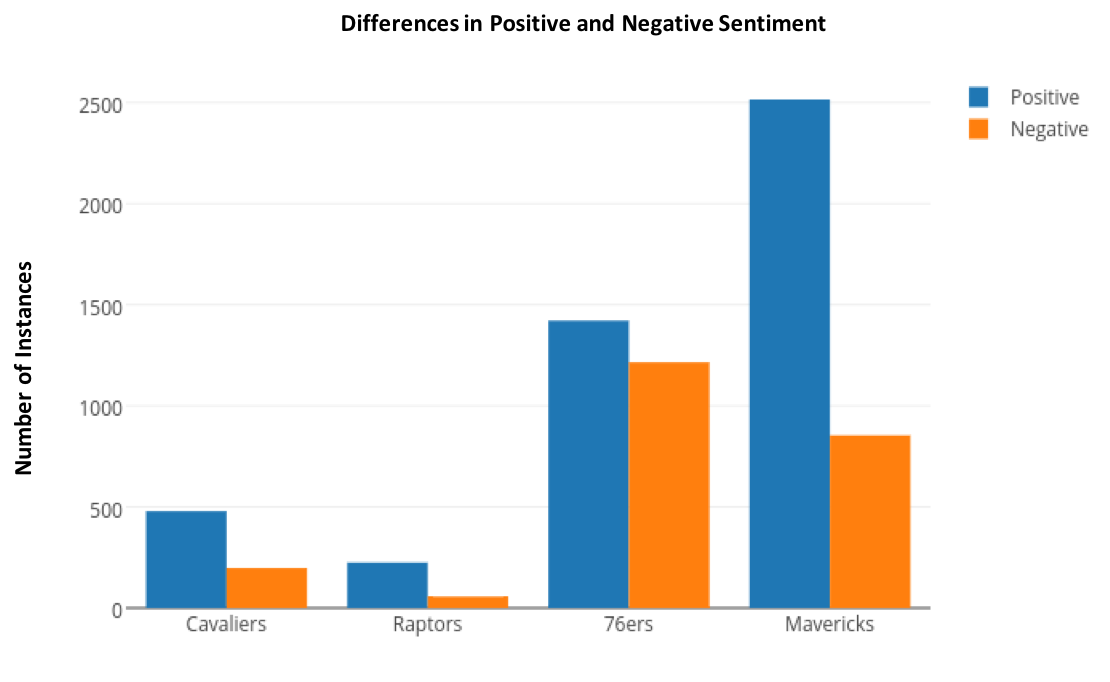 Differences in Positive and Negative Sentiment
Positive
Negative
Number of Instances
2500
2000
1500
1000
500
0
Cavaliers Raptors 76ers Mavericks